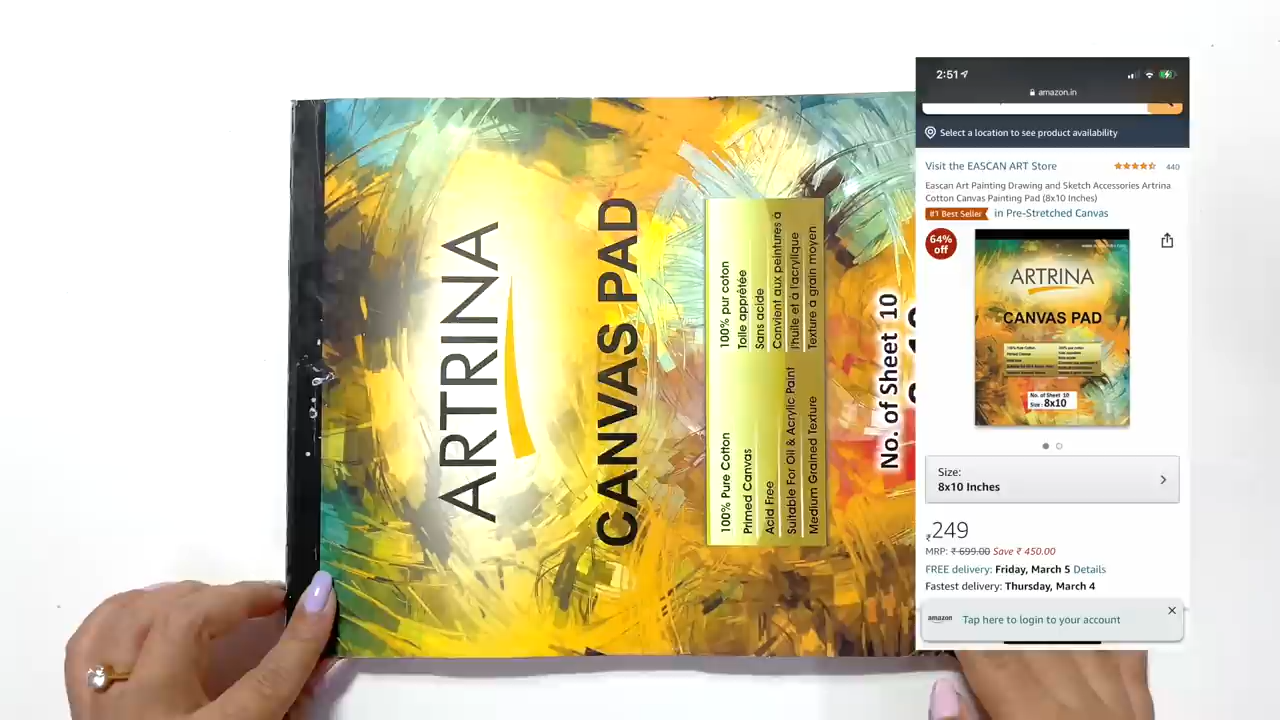 ARTRINA
CANVAS PAD
100% Pure Cotton
Primed Canvas
Acid Free
Suitable For Oil & Acrylic Paint
Medium Grained Texture
100% pur coton
Toile apprêtée
Sans acide
Convient aux peintures à
l'huile et à l'acrylique
Texture a grain moyen
No. of Sheet 10
2:51
amazon.in
Select a location to see product availability
Visit the EASCAN ART Store
440
Eascan Art Painting Drawing and Sketch Accessories Artrina
Cotton Canvas Painting Pad (8x10 Inches)
#1 Best Seller in Pre-Stretched Canvas
64%
off
ARTRINA
CANVAS PAD
No. of Sheet 10
Size - 8x10
Size:
8x10 Inches
₹249
MRP: ₹ 699.00 Save ₹ 450.00
FREE delivery: Friday, March 5 Details
Fastest delivery: Thursday, March 4
amazon Tap here to login to your account